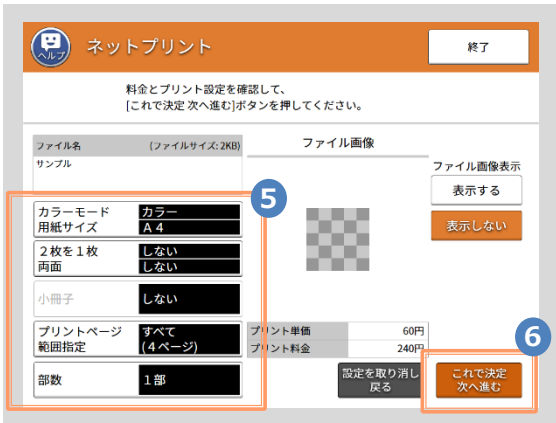 ヘルプ
ネットプリント
終了
料金とプリント設定を確認して、
[これで決定 次へ進む]ボタンを押してください。
ファイル名 (ファイルサイズ:2KB)
サンプル
ファイル画像
ファイル画像表示
表示する
表示しない
5
カラーモード カラー
用紙サイズ A4
2枚を1枚 しない
両面 しない
小冊子 しない
プリントページ すべて
範囲指定 (4ページ)
部数 1部
プリント単価 60円
プリント料金 240円
6
設定を取り消し
戻る
これで決定
次へ進む